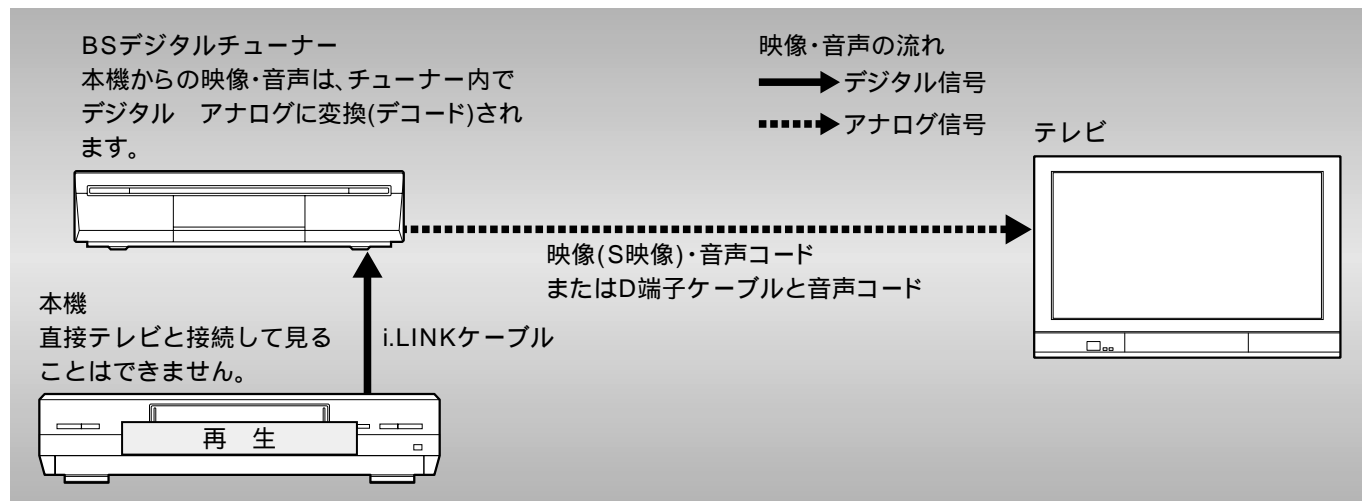 BSデジタルチューナー
本機からの映像・音声は、チューナー内で
デジタル　アナログに変換(デコード)され
ます。
映像・音声の流れ
デジタル信号
アナログ信号
テレビ
映像(S映像)・音声コード
またはD端子ケーブルと音声コード
本機
直接テレビと接続して見る
ことはできません。
i.LINKケーブル
再　生